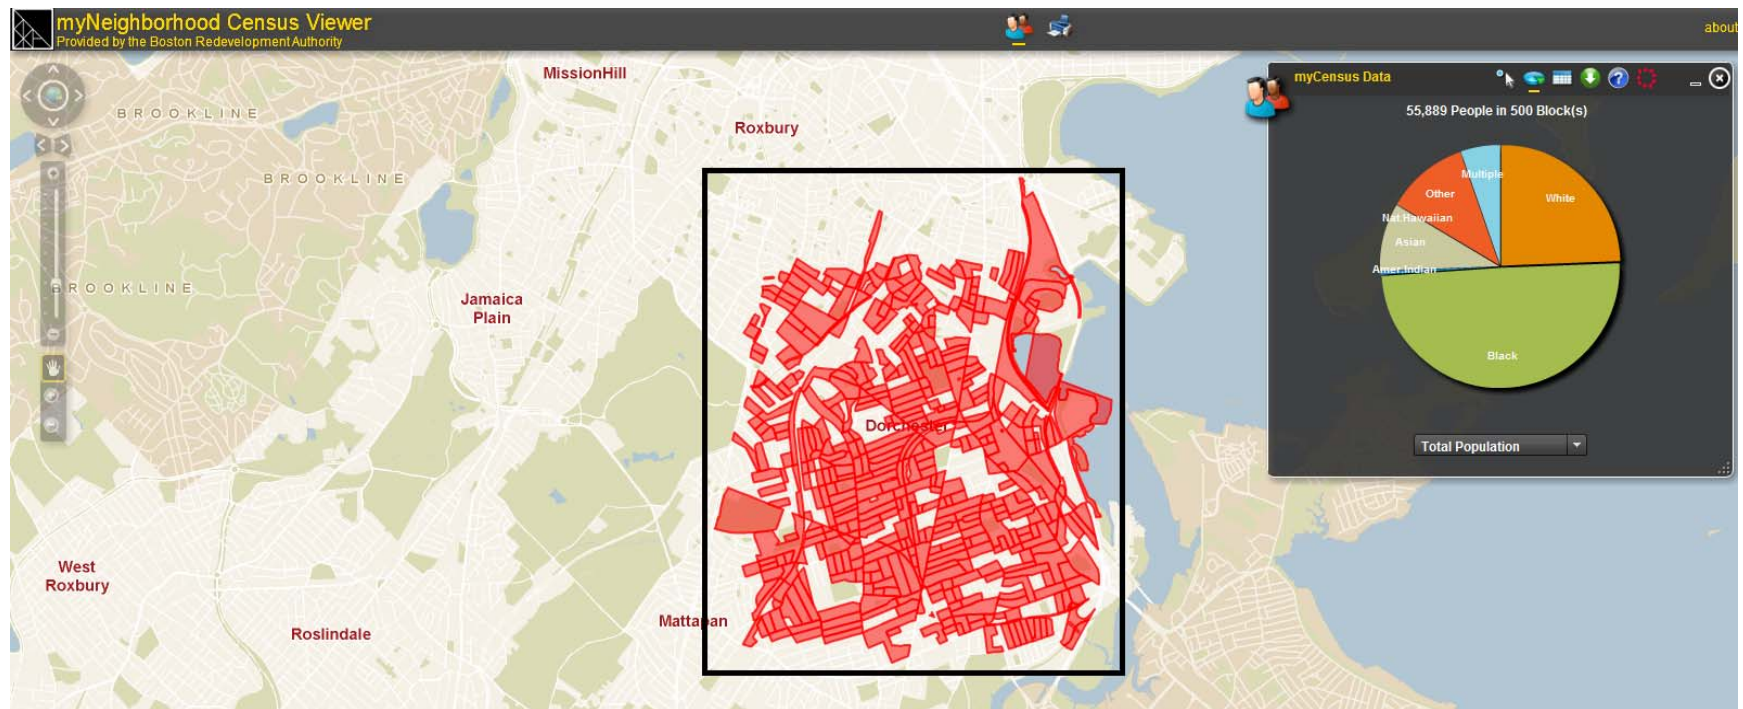 myNeighborhood Census Viewer
Provided by the Boston Redevelopment Authority
about
MissionHill
BROOKLINE
Roxbury
BROOKLINE
BROOKLINE
Jamaica
Plain
Dorchester
West
Roxbury
Roslindale
Mattapan
myCensus Data
55,889 People in 500 Block(s)
Multiple
White
Other
Nat.Hawaiian
Asian
Amer.Indian
Black
Total Population